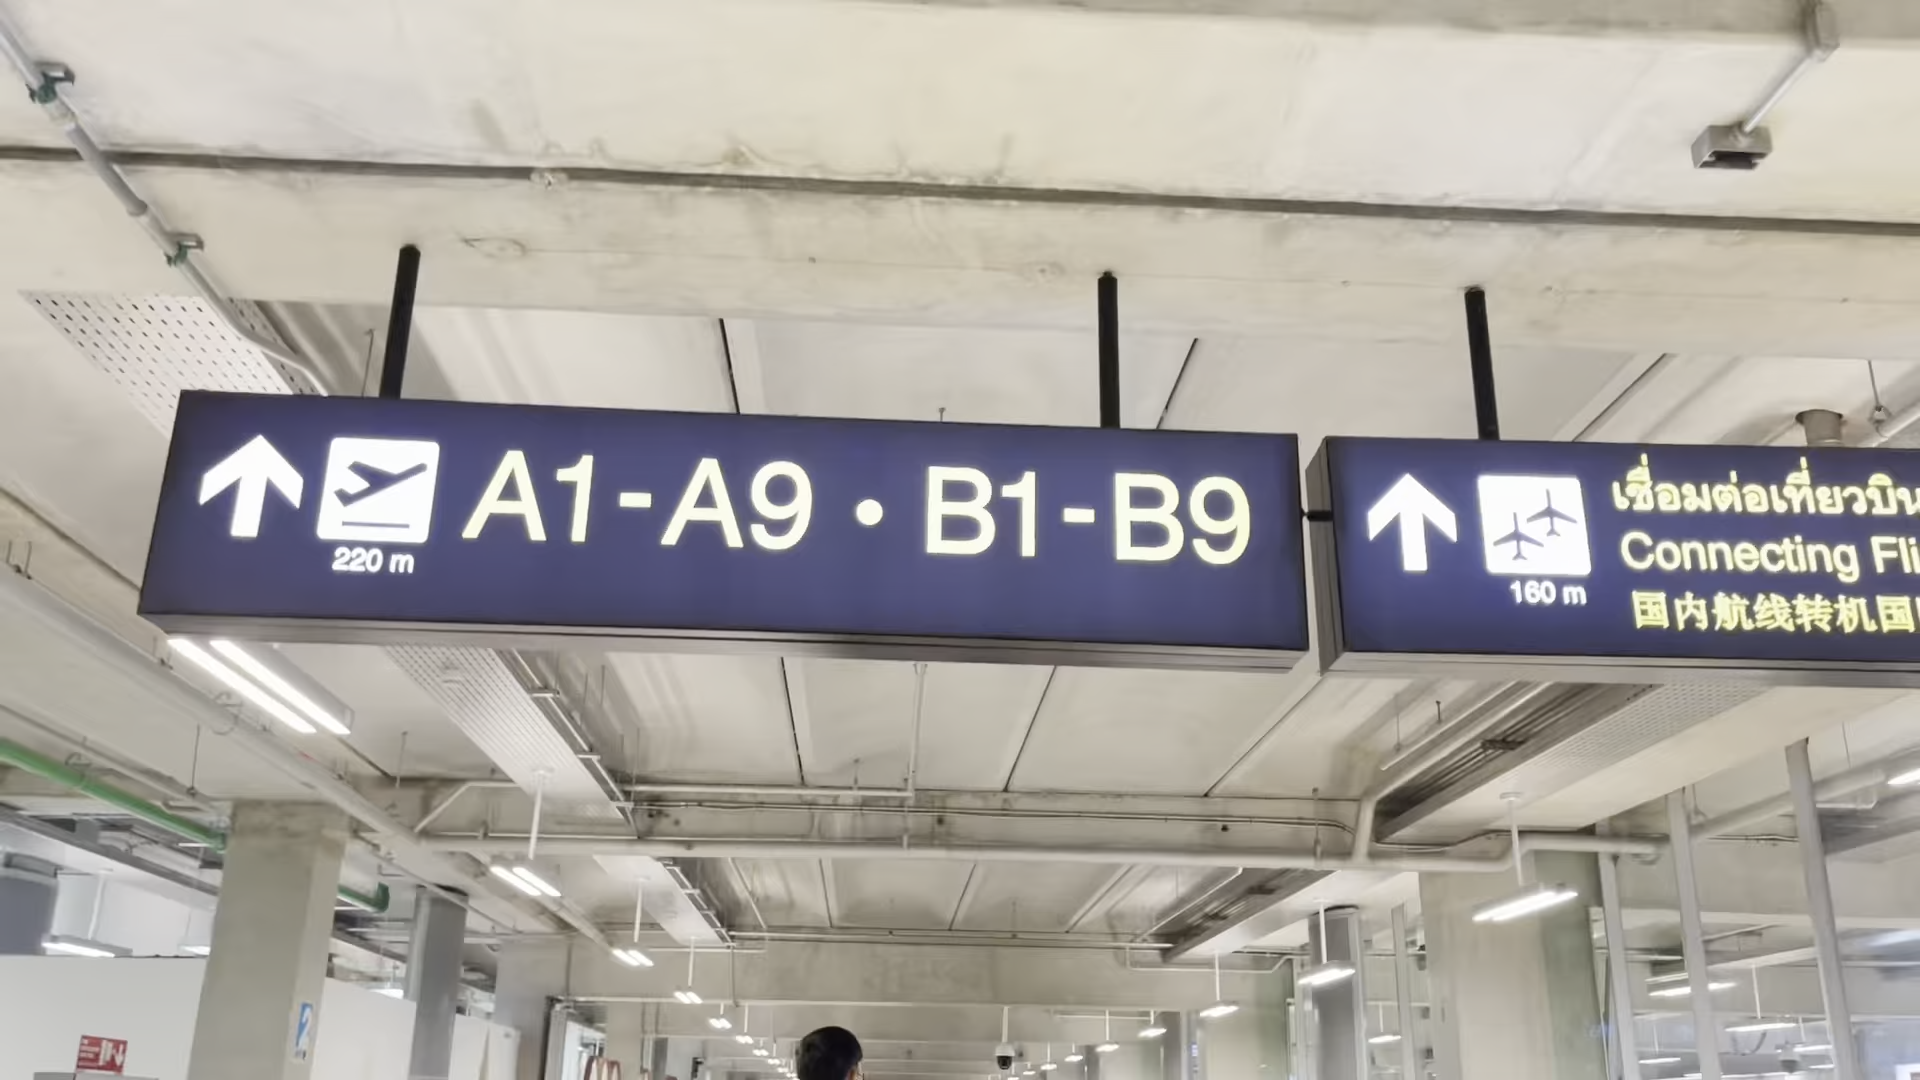 A1-A9 • B1-B9
220 m
เชื่อมต่อเที่ยวบิน
Connecting
国内航线转机国
160 m